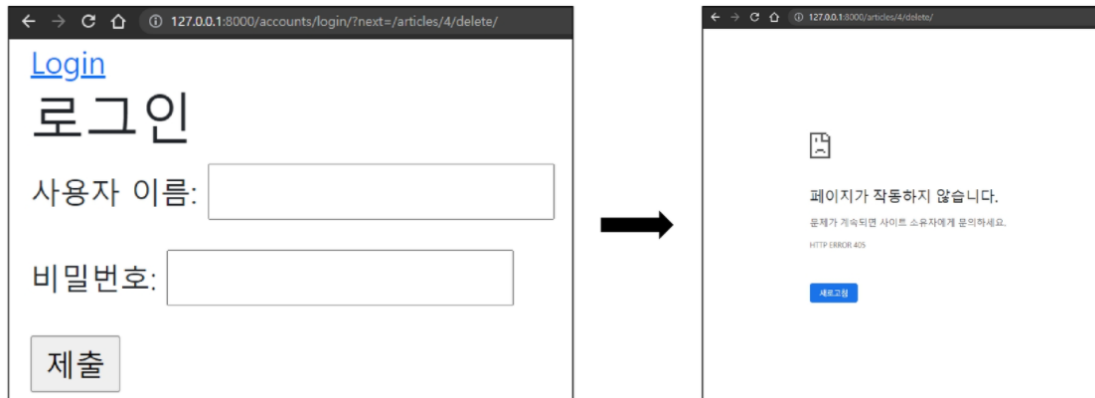 127.0.0.1:8000/accounts/login/?next=/articles/4/delete/
Login
로그인
사용자 이름:
비밀번호:
제출
127.0.0.1:8000/articles/4/delete/
페이지가 작동하지 않습니다.
문제가 계속되면 사이트 소유자에게 문의하세요.
HTTP ERROR 405
새로고침